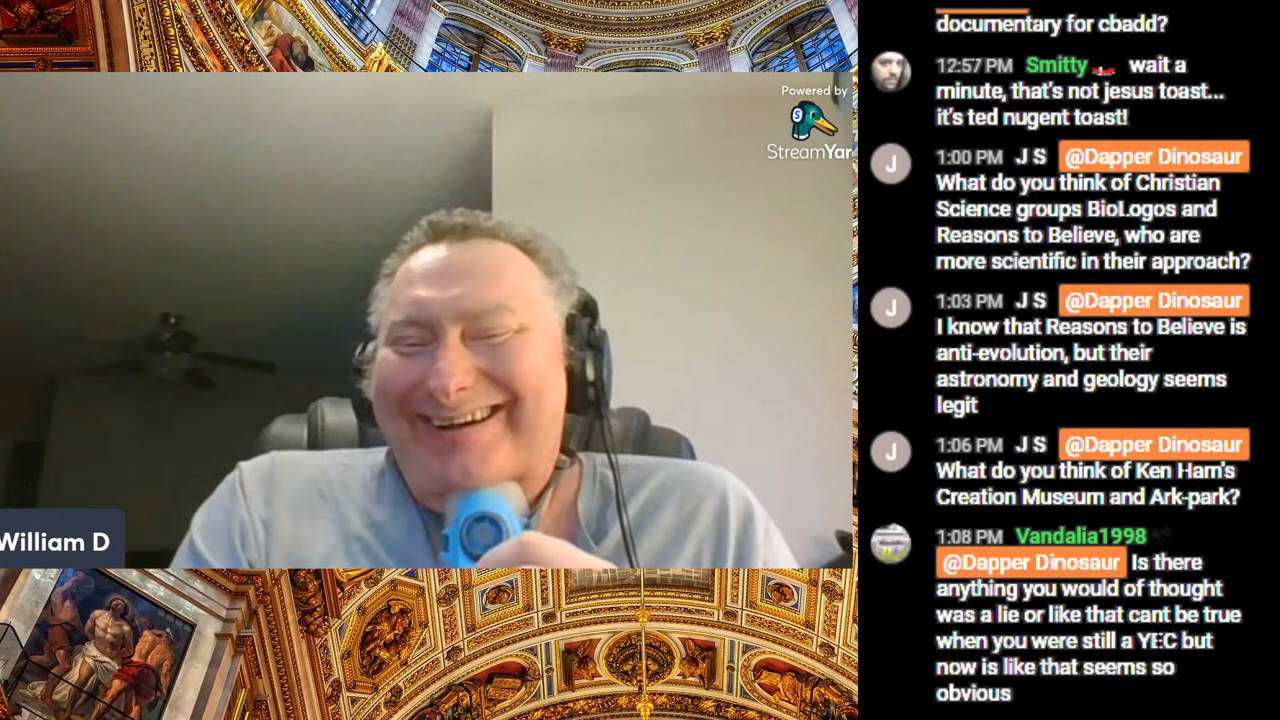 Powered by
StreamYar
William D
documentary for cbadd?
12:57 PM Smitty wait a
minute, that's not jesus toast...
it's ted nugent toast!
J
1:00 PM J S @Dapper Dinosaur
What do you think of Christian
Science groups BioLogos and
Reasons to Believe, who are
more scientific in their approach?
J
1:03 PM J S @Dapper Dinosaur
I know that Reasons to Believe is
anti-evolution, but their
astronomy and geology seems
legit
J
1:06 PM J S @Dapper Dinosaur
What do you think of Ken Ham's
Creation Museum and Ark-park?
1:08 PM Vandalia1998
@Dapper Dinosaur Is there
anything you would of thought
was a lie or like that cant be true
when you were still a YEC but
now is like that seems so
obvious